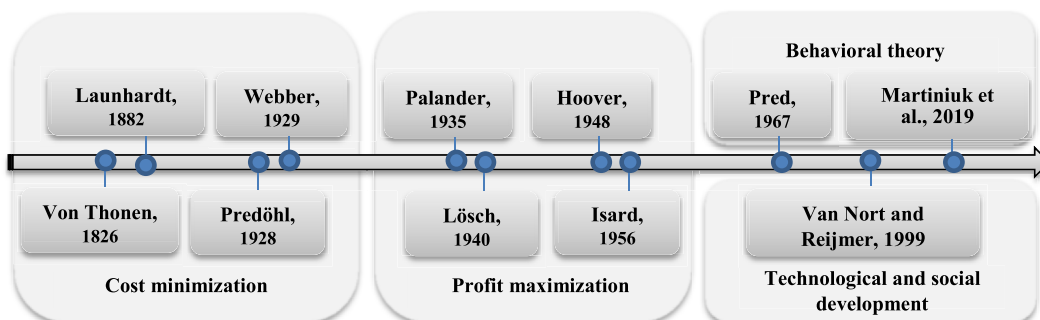 Behavioral theory
Launhardt,
1882
Webber,
1929
Palander,
1935
Hoover,
1948
Pred,
1967
Martiniuk et
al., 2019
Von Thonen,
1826
Predöhl,
1928
Lösch,
1940
Isard,
1956
Van Nort and
Reijmer, 1999
Cost minimization
Profit maximization
Technological and social
development